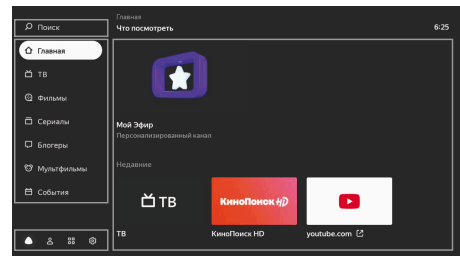 Поиск
Главная
ТВ
Фильмы
Сериалы
Блогеры
Мультфильмы
События
Главная
Что посмотреть
6:25
Мой Эфир
Персонализированный канал
Недавние
ТВ
КиноПоиск HD
ТВ
КиноПоиск HD
youtube.com